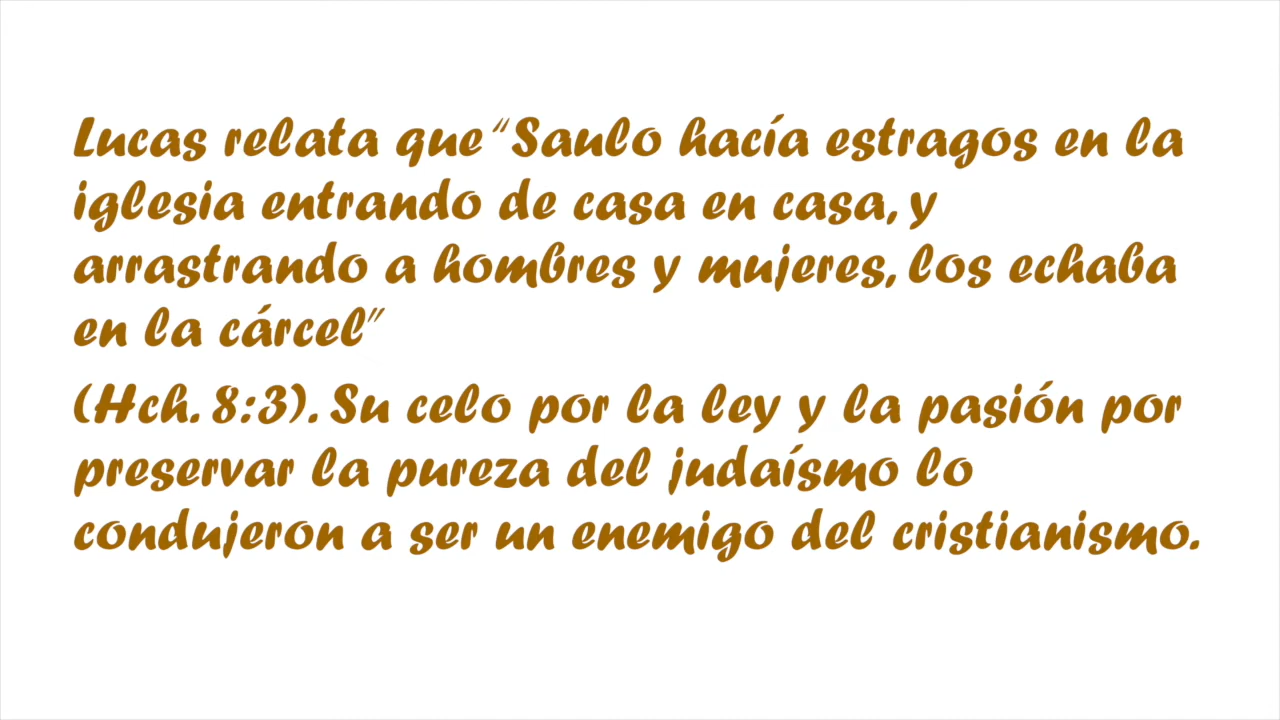 Lucas relata que “Saulo hacía estragos en la
iglesia entrando de casa en casa, y
arrastrando a hombres y mujeres, los echaba
en la cárcel”
(Hch. 8:3). Su celo por la ley y la pasión por
preservar la pureza del judaísmo lo
condujeron a ser un enemigo del cristianismo.